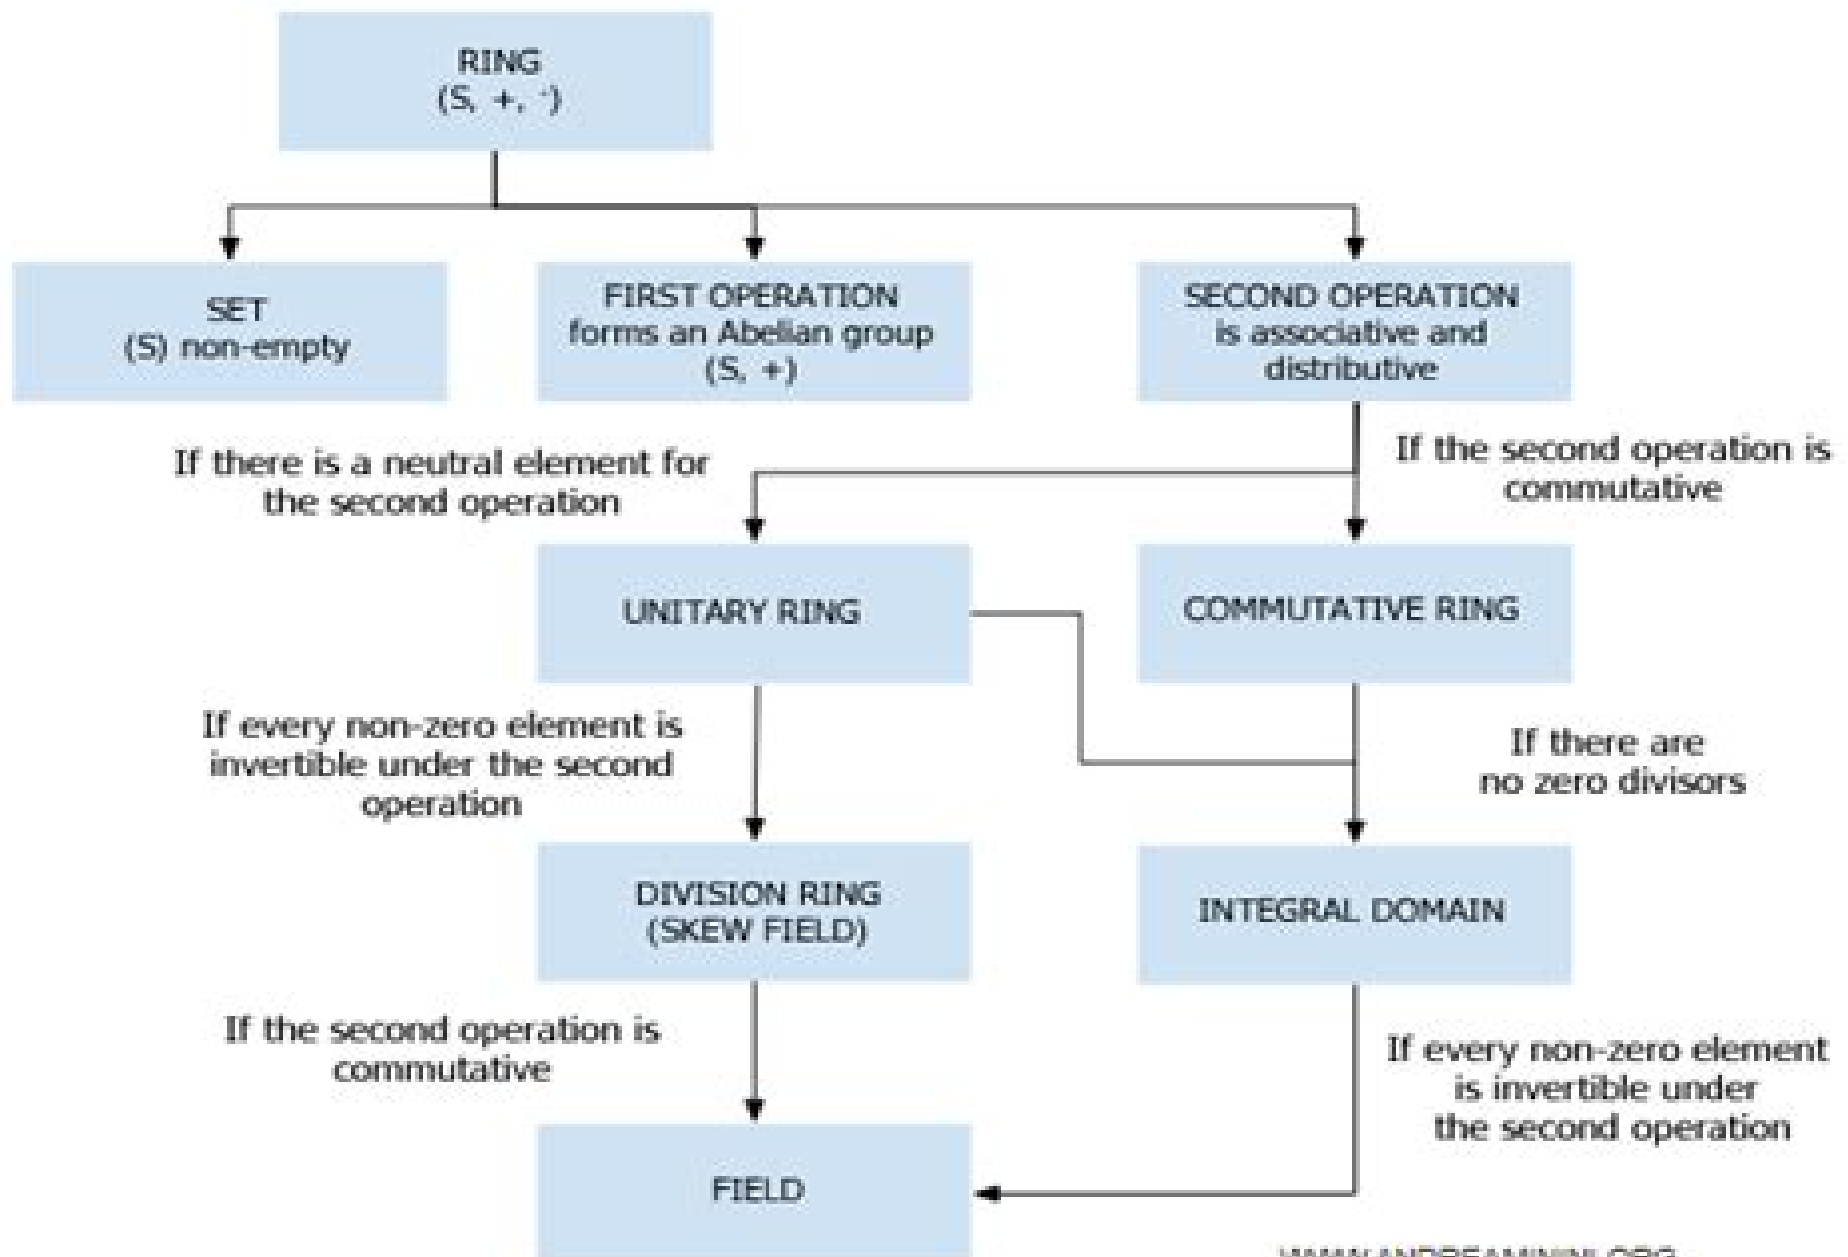 RING
(S, +, ·)
SET
(S) non-empty
FIRST OPERATION
forms an Abelian group
(S, +)
SECOND OPERATION
is associative and
distributive
If there is a neutral element for
the second operation
If the second operation is
commutative
UNITARY RING
COMMUTATIVE RING
If every non-zero element is
invertible under the second
operation
If there are
no zero divisors
DIVISION RING
(SKEW FIELD)
INTEGRAL DOMAIN
If the second operation is
commutative
If every non-zero element
is invertible under
the second operation
FIELD